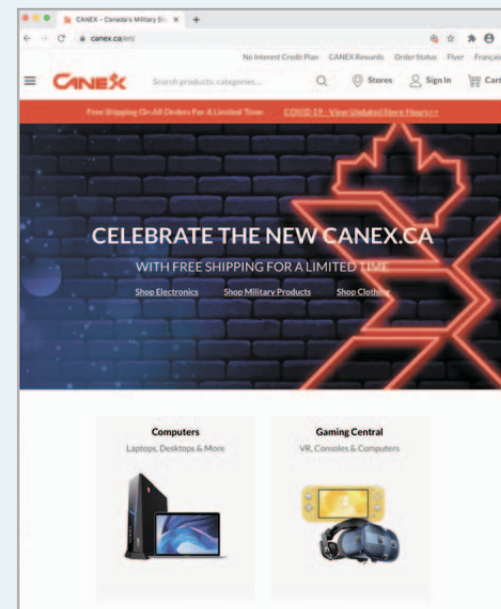 CANEX – Canada's Military Sto
canex.ca/en/
No Interest Credit Plan CANEX Rewards Order Status Flyer Français
CANEX Search products, categories... Stores Sign In Cart
Free Shipping On All Orders For A Limited Time COVID-19 - View Updated Store Hours>>
CELEBRATE THE NEW CANEX.CA
WITH FREE SHIPPING FOR A LIMITED TIME
Shop Electronics Shop Military Products Shop Clothing
Computers
Laptops, Desktops & More
Gaming Central
VR, Consoles & Computers